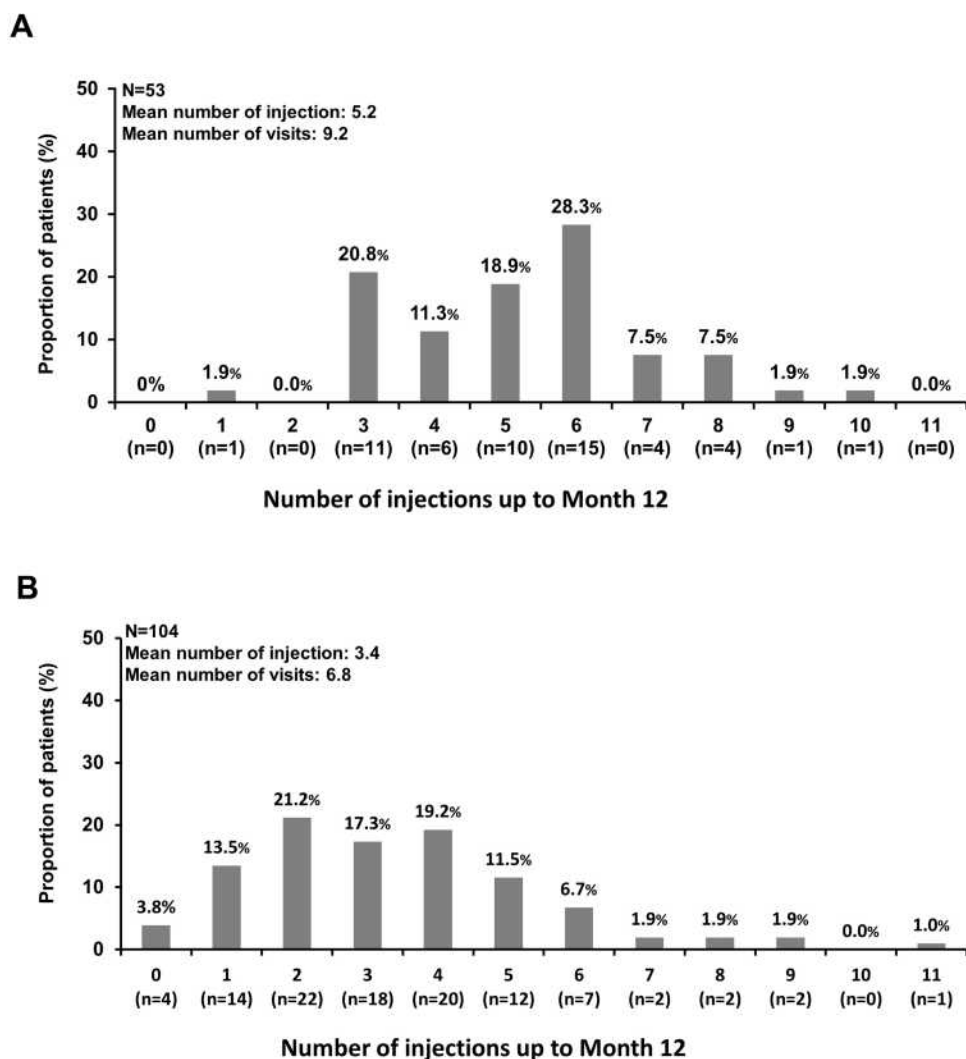 A
N=53
Mean number of injection: 5.2
Mean number of visits: 9.2
Proportion of patients (%)
50
40
30
20
10
0
0% 1.9% 0.0% 20.8% 11.3% 18.9% 28.3% 7.5% 7.5% 1.9% 1.9% 0.0%
0 1 2 3 4 5 6 7 8 9 10 11
(n=0) (n=1) (n=0) (n=11) (n=6) (n=10) (n=15) (n=4) (n=4) (n=1) (n=1) (n=0)
Number of injections up to Month 12
B
N=104
Mean number of injection: 3.4
Mean number of visits: 6.8
Proportion of patients (%)
50
40
30
20
10
0
3.8% 13.5% 21.2% 17.3% 19.2% 11.5% 6.7% 1.9% 1.9% 1.9% 0.0% 1.0%
0 1 2 3 4 5 6 7 8 9 10 11
(n=4) (n=14) (n=22) (n=18) (n=20) (n=12) (n=7) (n=2) (n=2) (n=2) (n=0) (n=1)
Number of injections up to Month 12